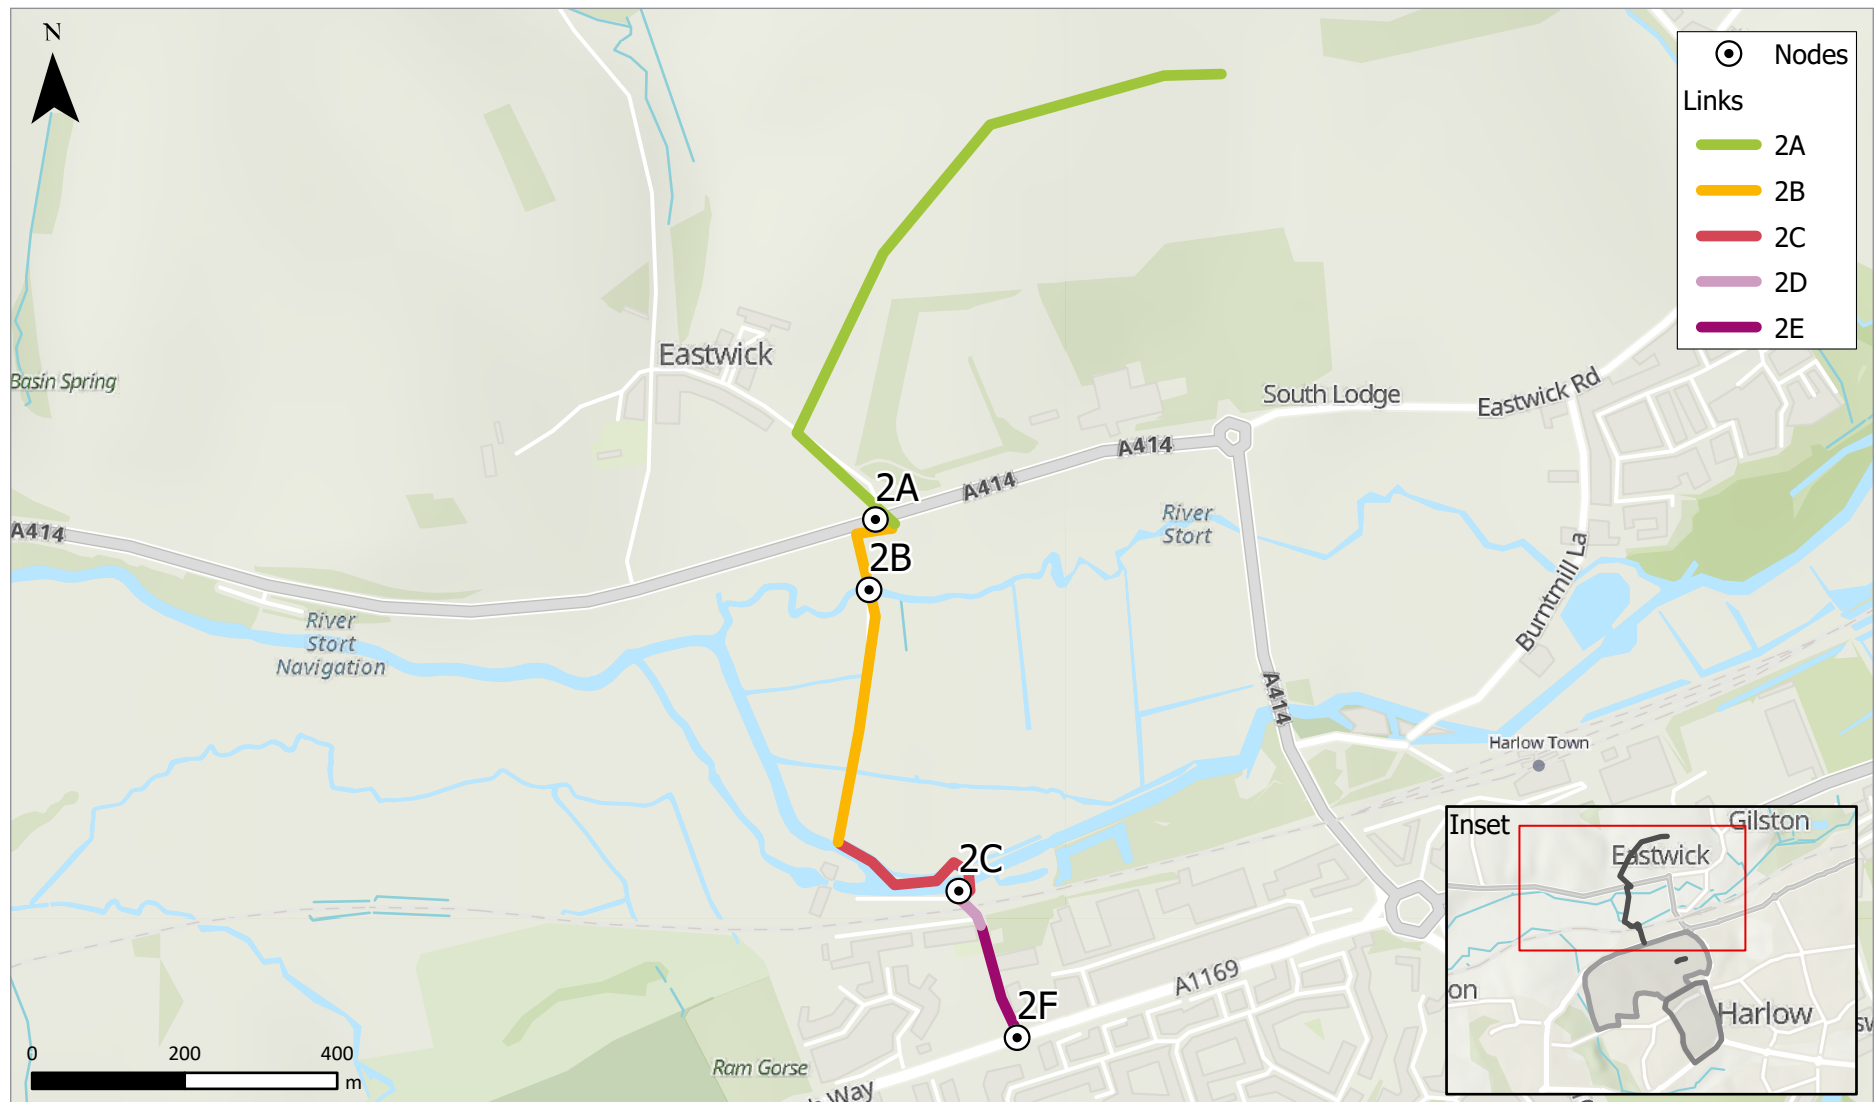 N
Nodes
Links
2A
2B
2C
2D
2E
Eastwick
Basin Spring
South Lodge
Eastwick Rd
A414
A414
2A
A414
River
Stort
2B
Burntmill La
River
Stort
Navigation
A414
Harlow Town
2C
Inset
Gilston
Eastwick
on
Harlow
A1169
2F
0 200 400
m
Ram Gorse
Way